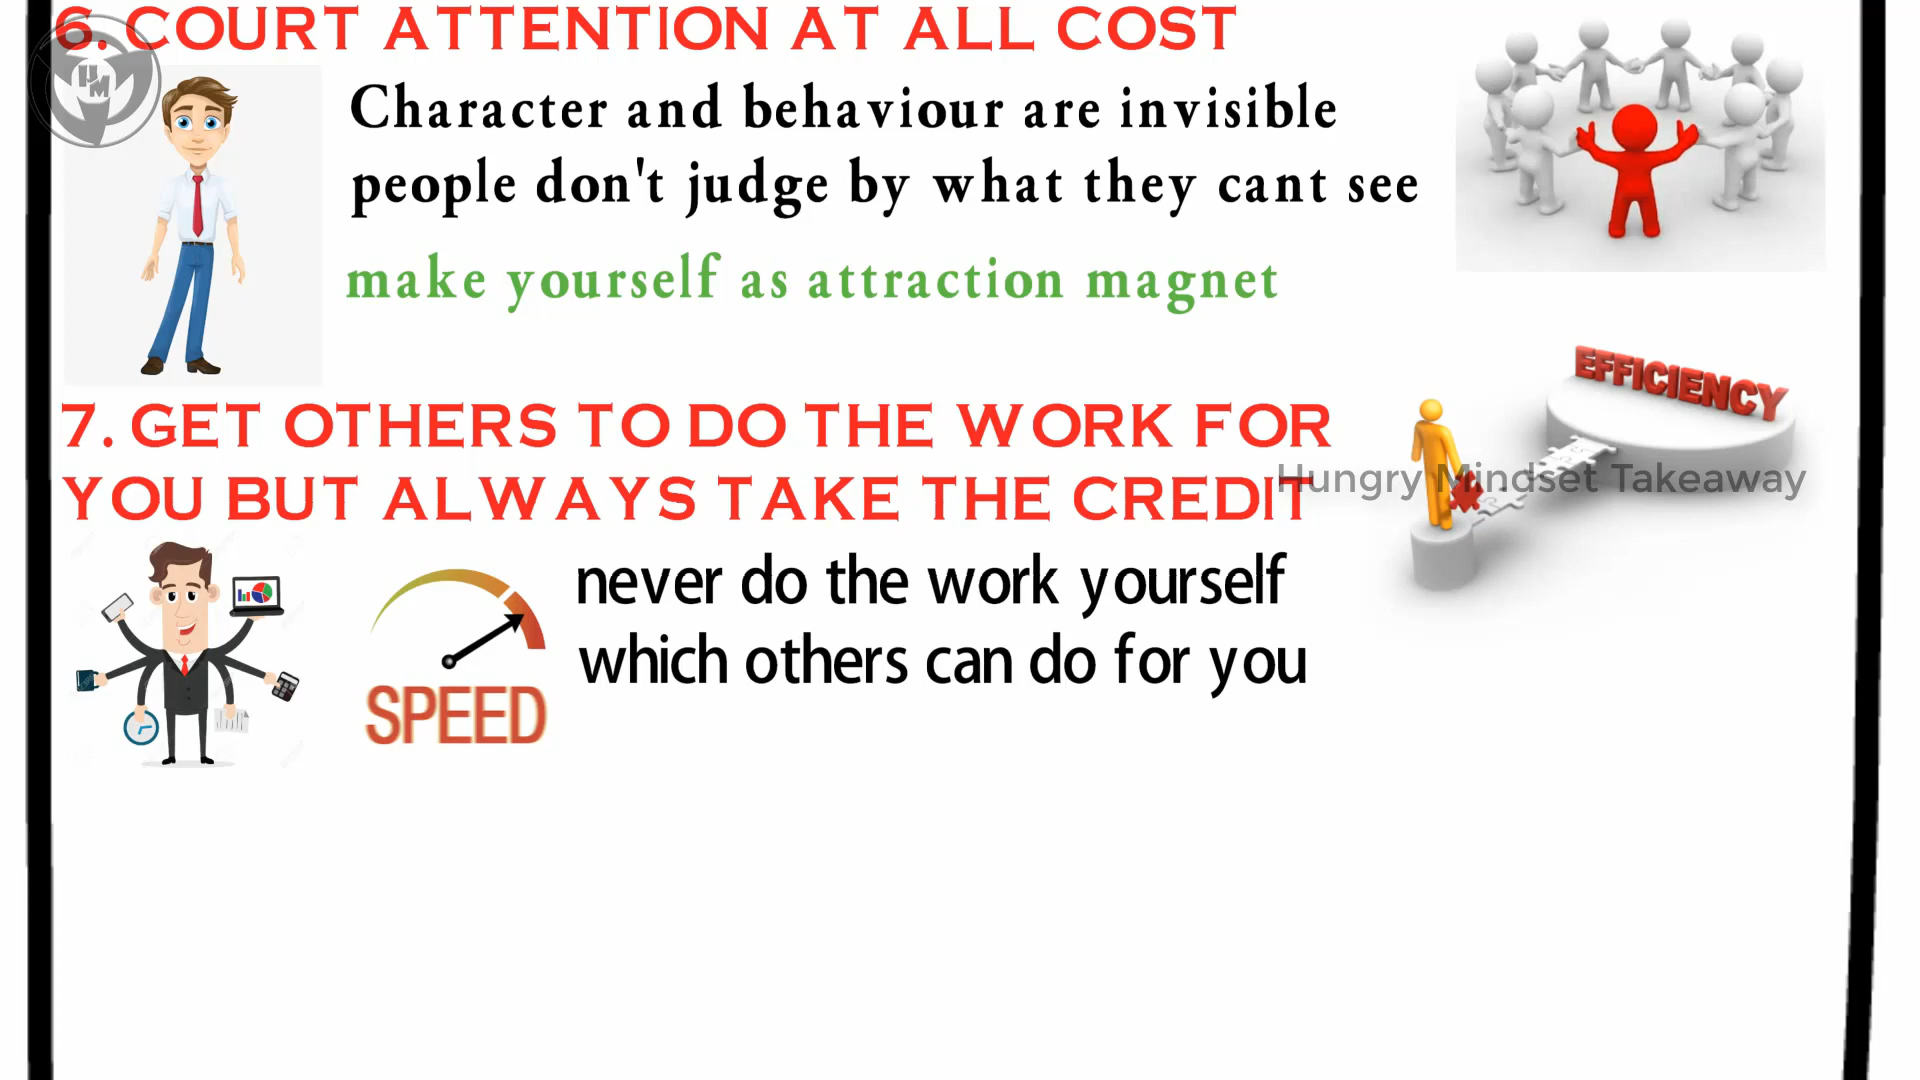 6. COURT ATTENTION AT ALL COST
HM
Character and behaviour are invisible
people don't judge by what they cant see
make yourself as attraction magnet
EFFICIENCY
7. GET OTHERS TO DO THE WORK FOR
YOU BUT ALWAYS TAKE THE CREDIT
Hungry Mindset Takeaway
never do the work yourself
which others can do for you
SPEED